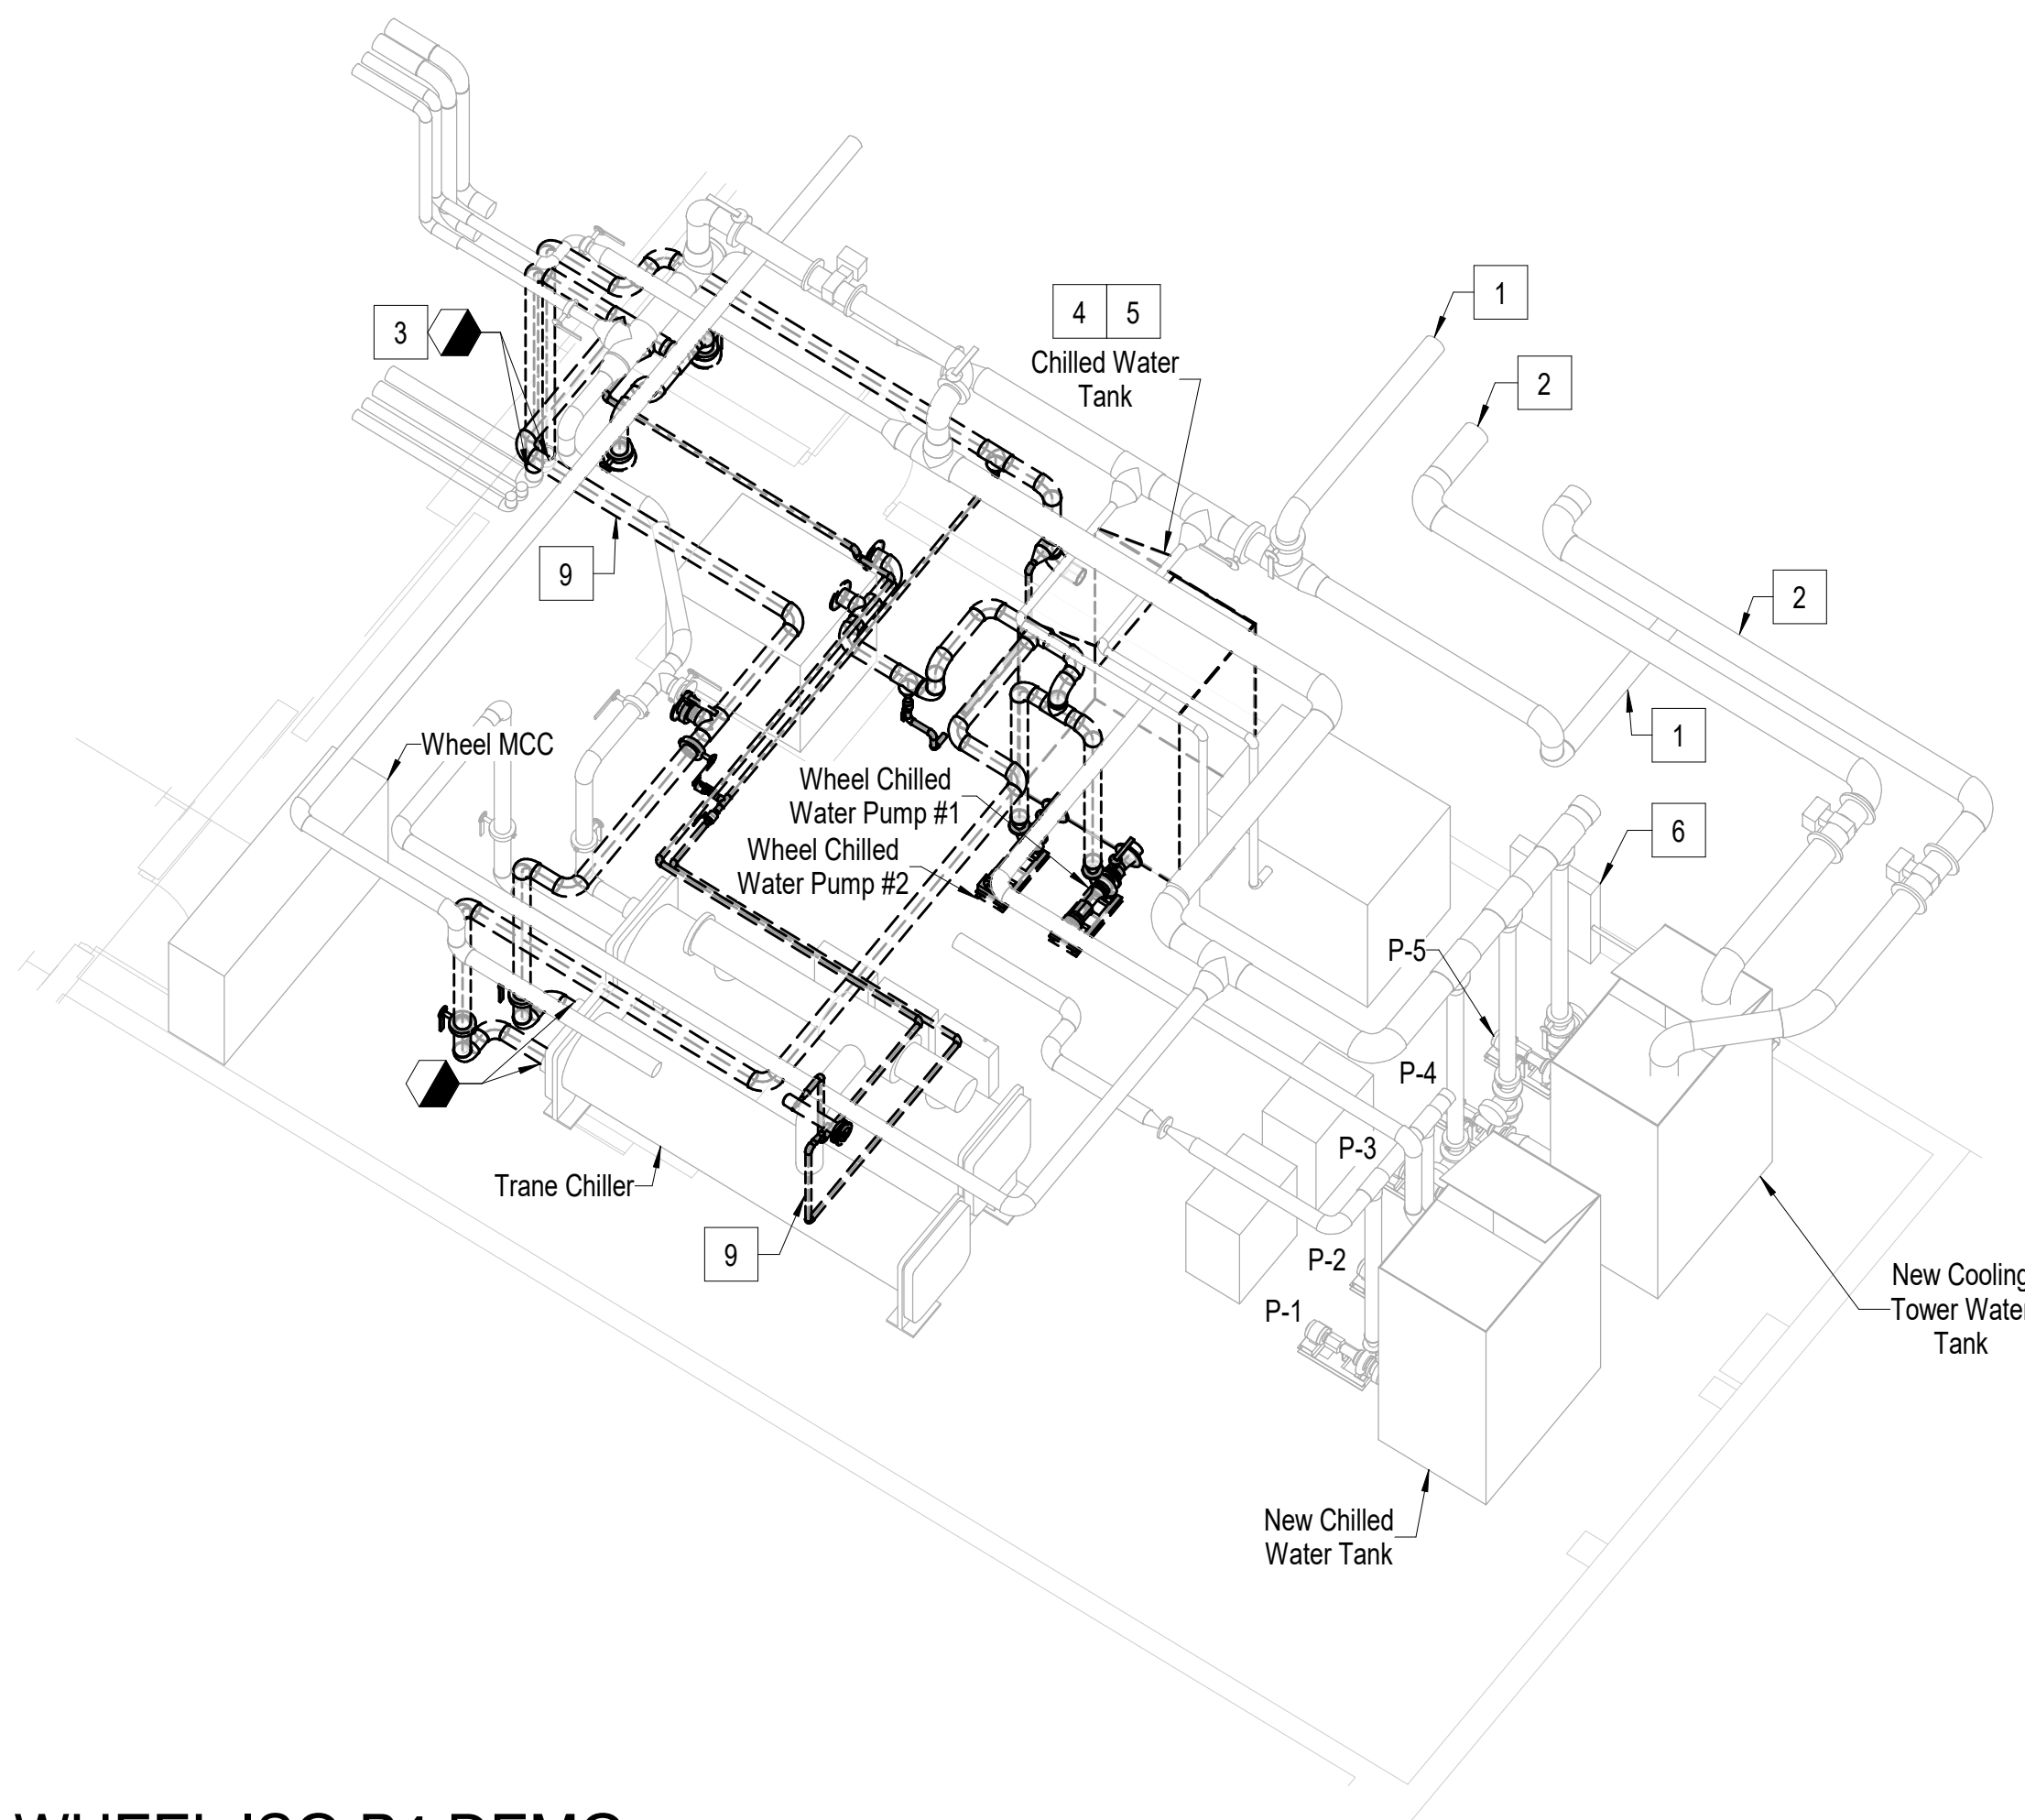 1
2
4 5
Chilled Water
Tank
3
9
2
1
Wheel MCC
Wheel Chilled
Water Pump #1
Wheel Chilled
Water Pump #2
6
P-5
P-4
P-3
Trane Chiller
9
P-2
P-1
New Cooling
Tower Water
Tank
New Chilled
Water Tank